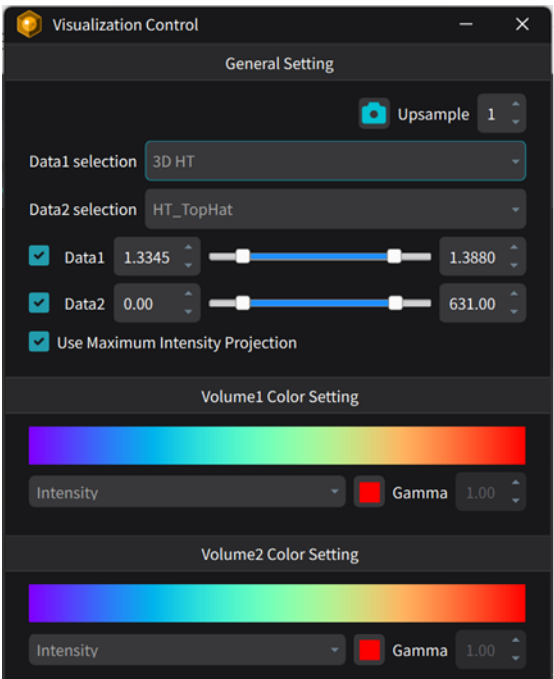 Visualization Control
General Setting
Upsample 1
Data1 selection 3D HT
Data2 selection HT_TopHat
Data1 1.3345 1.3880
Data2 0.00 631.00
Use Maximum Intensity Projection
Volume1 Color Setting
Intensity Gamma 1.00
Volume2 Color Setting
Intensity Gamma 1.00